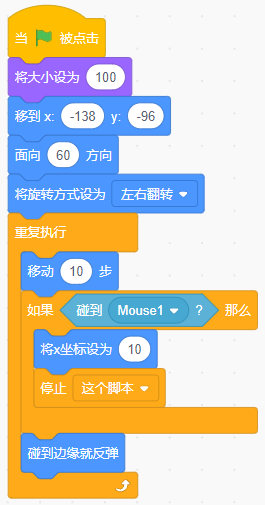 当 被点击
将大小设为 100
移到 x: -138 y: -96
面向 60 方向
将旋转方式设为 左右翻转
重复执行
移动 10 步
如果 碰到 Mouse1 ? 那么
将x坐标设为 10
停止 这个脚本
碰到边缘就反弹